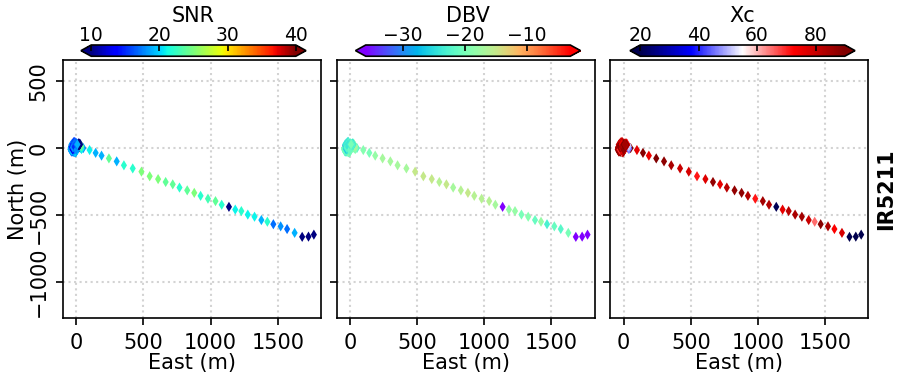 SNR DBV Xc
10 20 30 40 −30 −20 −10 20 40 60 80
500
0
−500
−1000
North (m)
IR5211
0 500 1000 1500 0 500 1000 1500 0 500 1000 1500
East (m) East (m) East (m)